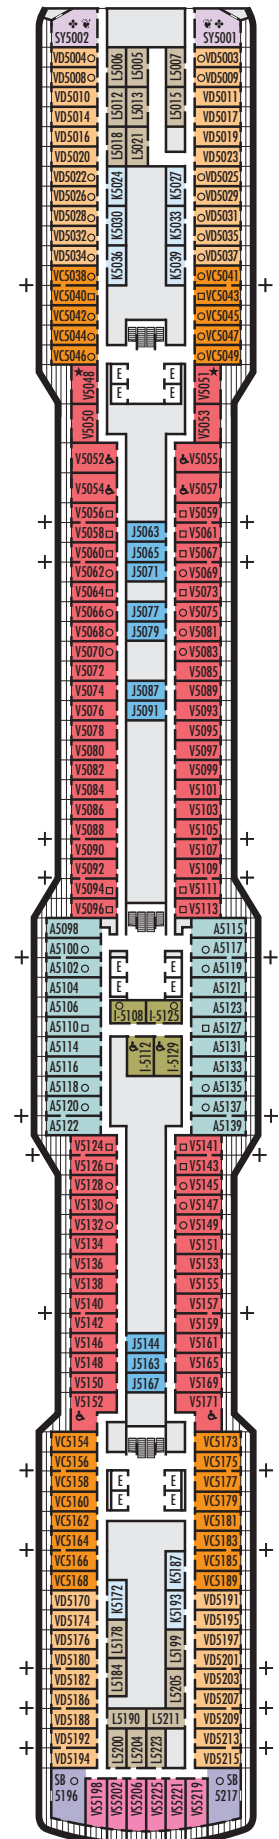 SY5002 SY5001
VD5004 L5006 L5005 L5007 VD5003
VD5008 VD5009
VD5010 L5012 L5013 L5015 VD5011
VD5014 VD5017
VD5016 L5018 L5021 VD5019
VD5020 VD5023
VD5022 K5024 K5027 VD5025
VD5026 VD5029
VD5028 K5030 K5033 VD5031
VD5032 VD5035
VD5034 K5036 K5039 VD5037
VC5038 VC5041
VC5040 VC5043
VC5042 VC5045
VC5044 VC5047
VC5046 VC5049
V5048 E E V5051
V5050 E E V5053
V5052 V5055
V5054 V5057
V5056 V5059
V5058 J5063 V5061
V5060 J5065 V5067
V5062 J5071 V5069
V5064 V5073
V5066 J5077 V5075
V5068 J5079 V5081
V5070 V5083
V5072 V5085
V5074 J5087 V5089
V5076 J5091 V5093
V5078 V5095
V5080 V5097
V5082 V5099
V5084 V5101
V5086 V5103
V5088 V5105
V5090 V5107
V5092 V5109
V5094 V5111
V5096 V5113
A5098 A5115
A5100 A5117
A5102 E E A5119
A5104 E E A5121
A5106 I-5108 I-5125 A5123
A5110 A5127
A5114 I-5112 I-5129 A5131
A5116 A5133
A5118 A5135
A5120 A5137
A5122 A5139
V5124 V5141
V5126 V5143
V5128 V5145
V5130 V5147
V5132 V5149
V5134 V5151
V5136 V5153
V5138 V5155
V5140 V5157
V5142 V5159
V5146 J5144 V5161
V5148 J5163 V5165
V5150 J5167 V5169
V5152 V5171
VC5154 VC5173
VC5156 VC5175
VC5158 E E VC5177
VC5160 E E VC5179
VC5162 VC5181
VC5164 VC5183
VC5166 K5187 VC5185
VC5168 VC5189
VD5170 K5172 K5193 VD5191
VD5174 VD5195
VD5176 L5178 L5199 VD5197
VD5180 VD5201
VD5182 L5184 L5205 VD5203
VD5186 VD5207
VD5188 L5190 L5211 VD5209
VD5192 L5200 L5204 L5223 VD5213
VD5194 VD5215
SB SB
5196 VS5198 VS5202 VS5206 VS5225 VS5221 VS5219 5217